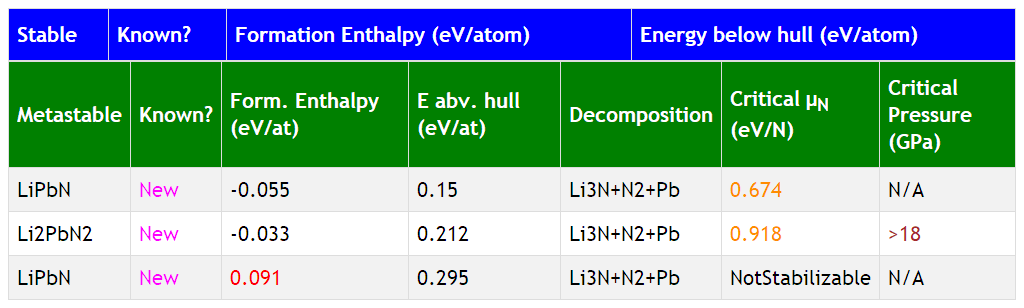 Stable Known? Formation Enthalpy (eV/atom) Energy below hull (eV/atom)
Metastable Known? Form. Enthalpy (eV/at) E abv. hull (eV/at) Decomposition Critical μN (eV/N) Critical Pressure (GPa)
LiPbN New -0.055 0.15 Li3N+N2+Pb 0.674 N/A
Li2PbN2 New -0.033 0.212 Li3N+N2+Pb 0.918 >18
LiPbN New 0.091 0.295 Li3N+N2+Pb NotStabilizable N/A